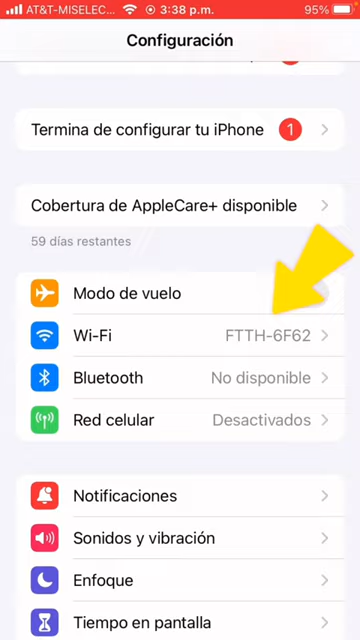 AT&T-MISELEC... 3:38 p.m. 95%
Configuración
Termina de configurar tu iPhone 1
Cobertura de AppleCare+ disponible
59 días restantes
Modo de vuelo
Wi-Fi FTTH-6F62
Bluetooth No disponible
Red celular Desactivados
Notificaciones
Sonidos y vibración
Enfoque
Tiempo en pantalla